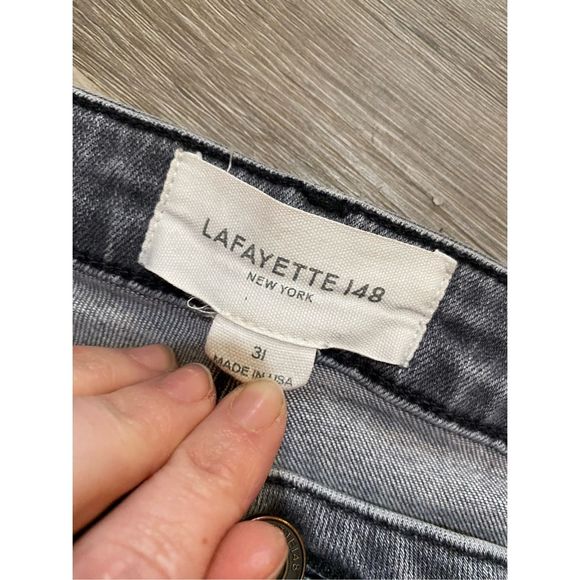 LAFAYETTE 148
NEW YORK
31
MADE IN USA